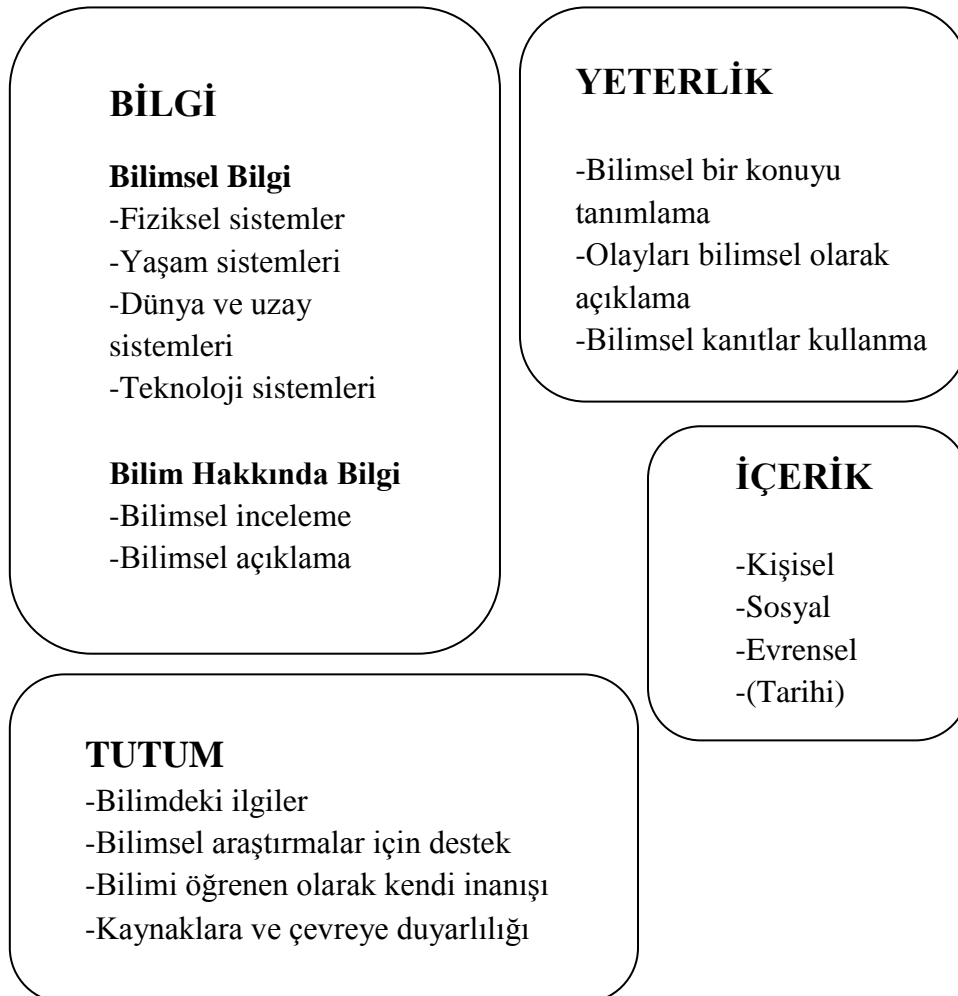 BİLGİ
Bilimsel Bilgi
-Fiziksel sistemler
-Yaşam sistemleri
-Dünya ve uzay
sistemleri
-Teknoloji sistemleri
Bilim Hakkında Bilgi
-Bilimsel inceleme
-Bilimsel açıklama
YETERLİK
-Bilimsel bir konuyu
tanımlama
-Olayları bilimsel olarak
açıklama
-Bilimsel kanıtlar kullanma
İÇERİK
-Kişisel
-Sosyal
-Evrensel
-(Tarihi)
TUTUM
-Bilimdeki ilgiler
-Bilimsel araştırmalar için destek
-Bilimi öğrenen olarak kendi inanışı
-Kaynaklara ve çevreye duyarlılığı